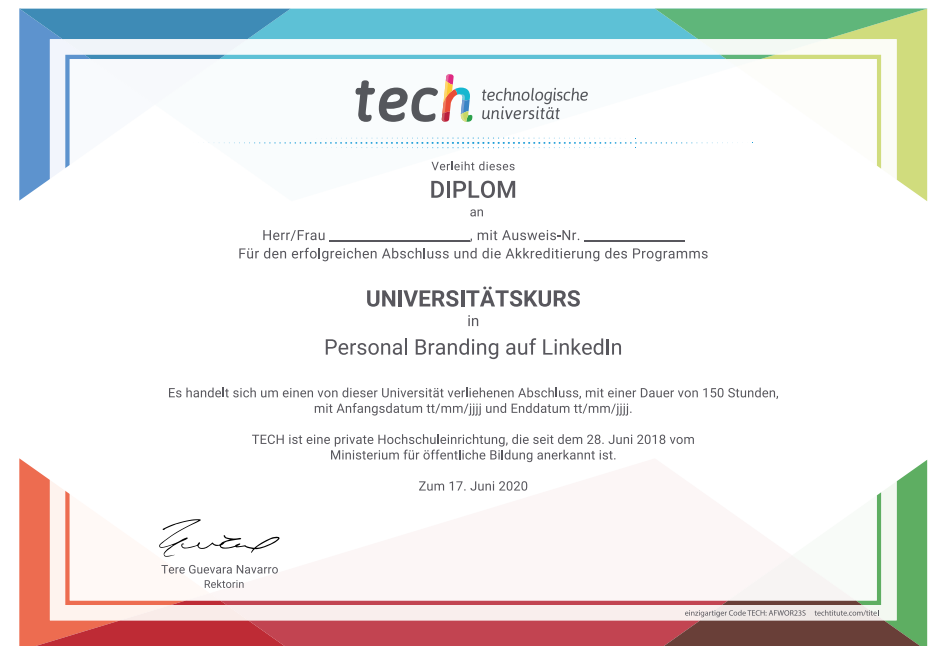 tech technologische
universität
Verleiht dieses
DIPLOM
an
Herr/Frau ____________, mit Ausweis-Nr. ____________
Für den erfolgreichen Abschluss und die Akkreditierung des Programms
UNIVERSITÄTSKURS
in
Personal Branding auf LinkedIn
Es handelt sich um einen von dieser Universität verliehenen Abschluss, mit einer Dauer von 150 Stunden,
mit Anfangsdatum tt/mm/jjjj und Enddatum tt/mm/jjjj.
TECH ist eine private Hochschuleinrichtung, die seit dem 28. Juni 2018 vom
Ministerium für öffentliche Bildung anerkannt ist.
Zum 17. Juni 2020
Tere Guevara Navarro
Rektorin
einzigartiger Code TECH: AFWOR23S techtitute.com/titel